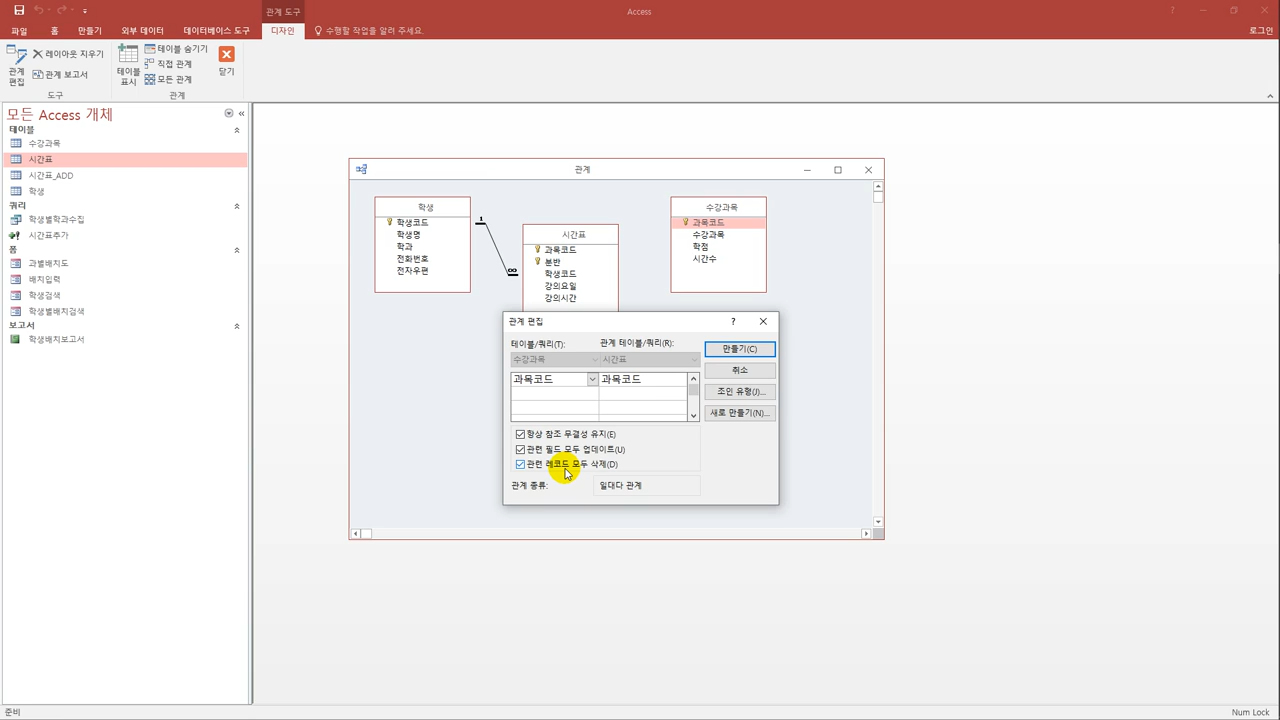 관계 도구
Access
파일 홈 만들기 외부 데이터 데이터베이스 도구 디자인 수행할 작업을 알려 주세요. 로그인
관계 편집
레이아웃 지우기
관계 보고서
도구
테이블 표시
테이블 숨기기
직접 관계
모든 관계
닫기
관계
모든 Access 개체
테이블
수강과목
시간표
시간표_ADD
학생
쿼리
학생별학과수집
시간표추가
폼
과별배치도
배치입력
학생검색
학생별배치검색
보고서
학생배치보고서
관계
학생
학생코드
학생명
학과
전화번호
전자우편
1
∞
시간표
과목코드
분반
학생코드
강의요일
강의시간
수강과목
과목코드
수강과목
학점
시간수
관계 편집
? 
테이블/쿼리(T): 관계 테이블/쿼리(R):
수강과목 시간표
과목코드 과목코드
만들기(C)
취소
조인 유형(J)...
새로 만들기(N)...
항상 참조 무결성 유지(E)
관련 필드 모두 업데이트(U)
관련 레코드 모두 삭제(D)
관계 종류: 일대다 관계
준비
Num Lock